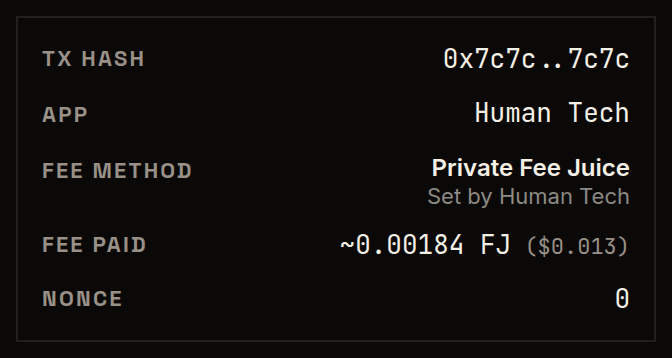 TX HASH 0x7c7c..7c7c
APP Human Tech
FEE METHOD Private Fee Juice
Set by Human Tech
FEE PAID ~0.00184 FJ ($0.013)
NONCE 0